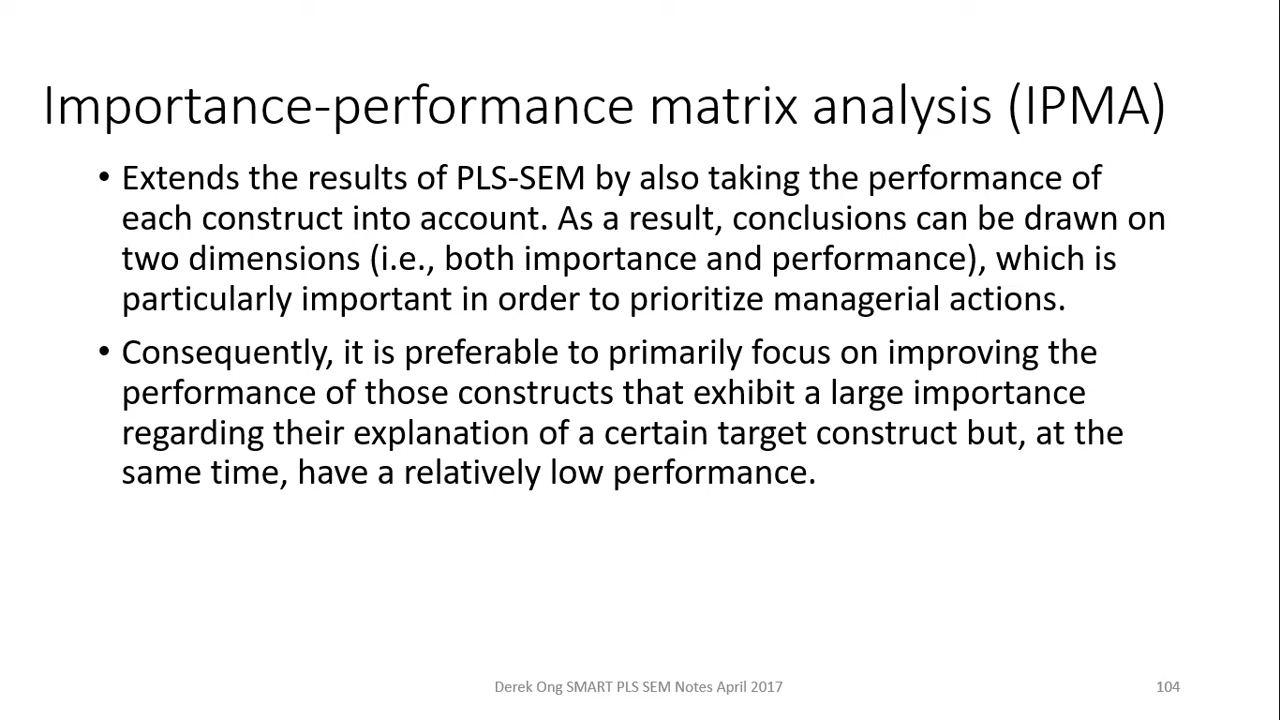 Importance-performance matrix analysis (IPMA)
• Extends the results of PLS-SEM by also taking the performance of
each construct into account. As a result, conclusions can be drawn on
two dimensions (i.e., both importance and performance), which is
particularly important in order to prioritize managerial actions.
• Consequently, it is preferable to primarily focus on improving the
performance of those constructs that exhibit a large importance
regarding their explanation of a certain target construct but, at the
same time, have a relatively low performance.
Derek Ong SMART PLS SEM Notes April 2017
104